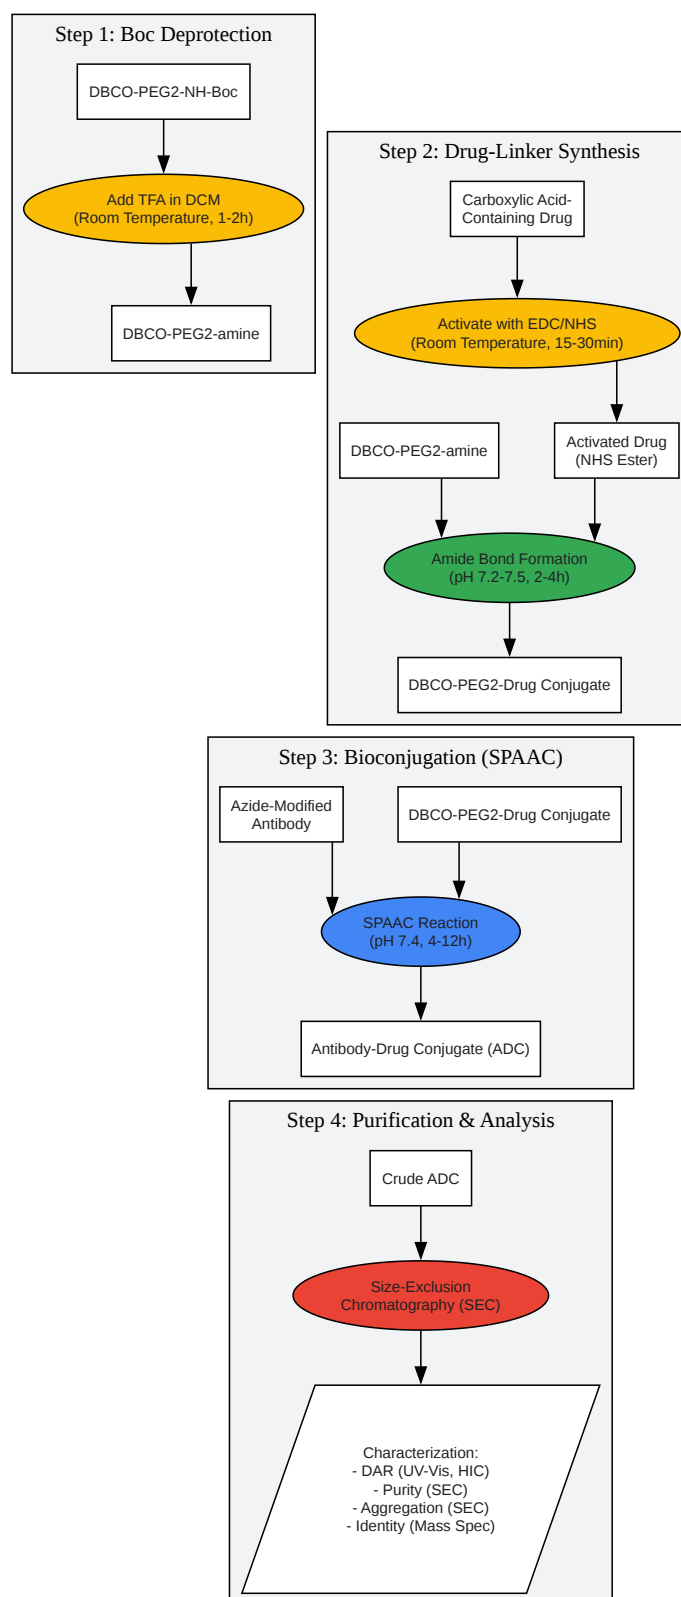 Step 1: Boc Deprotection
DBCO-PEG2-NH-Boc
Add TFA in DCM
(Room Temperature, 1-2h)
DBCO-PEG2-amine
Step 2: Drug-Linker Synthesis
Carboxylic Acid-
Containing Drug
Activate with EDC/NHS
(Room Temperature, 15-30min)
DBCO-PEG2-amine
Activated Drug
(NHS Ester)
Amide Bond Formation
(pH 7.2-7.5, 2-4h)
DBCO-PEG2-Drug Conjugate
Step 3: Bioconjugation (SPAAC)
Azide-Modified
Antibody
DBCO-PEG2-Drug Conjugate
SPAAC Reaction
(pH 7.4, 4-12h)
Antibody-Drug Conjugate (ADC)
Step 4: Purification & Analysis
Crude ADC
Size-Exclusion
Chromatography (SEC)
Characterization:
- DAR (UV-Vis, HIC)
- Purity (SEC)
- Aggregation (SEC)
- Identity (Mass Spec)